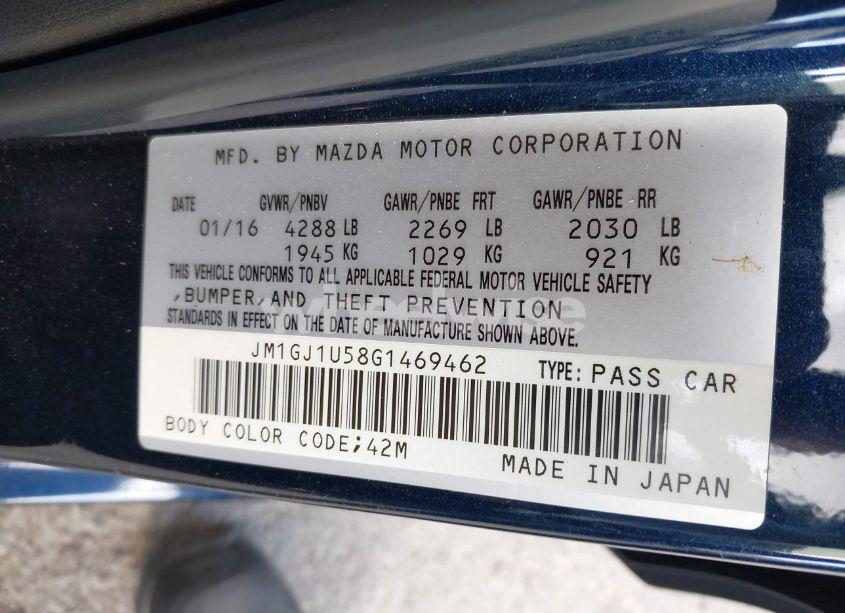 MFD. BY MAZDA MOTOR CORPORATION
DATE GVWR/PNBV GAWR/PNBE FRT GAWR/PNBE RR
01/16 4288 LB 2269 LB 2030 LB
1945 KG 1029 KG 921 KG
THIS VEHICLE CONFORMS TO ALL APPLICABLE FEDERAL MOTOR VEHICLE SAFETY
,BUMPER,AND THEFT PREVENTION
STANDARDS IN EFFECT ON THE DATE OF MANUFACTURE SHOWN ABOVE.
JM1GJ1U58G1469462 TYPE: PASS CAR
BODY COLOR CODE;42M
MADE IN JAPAN